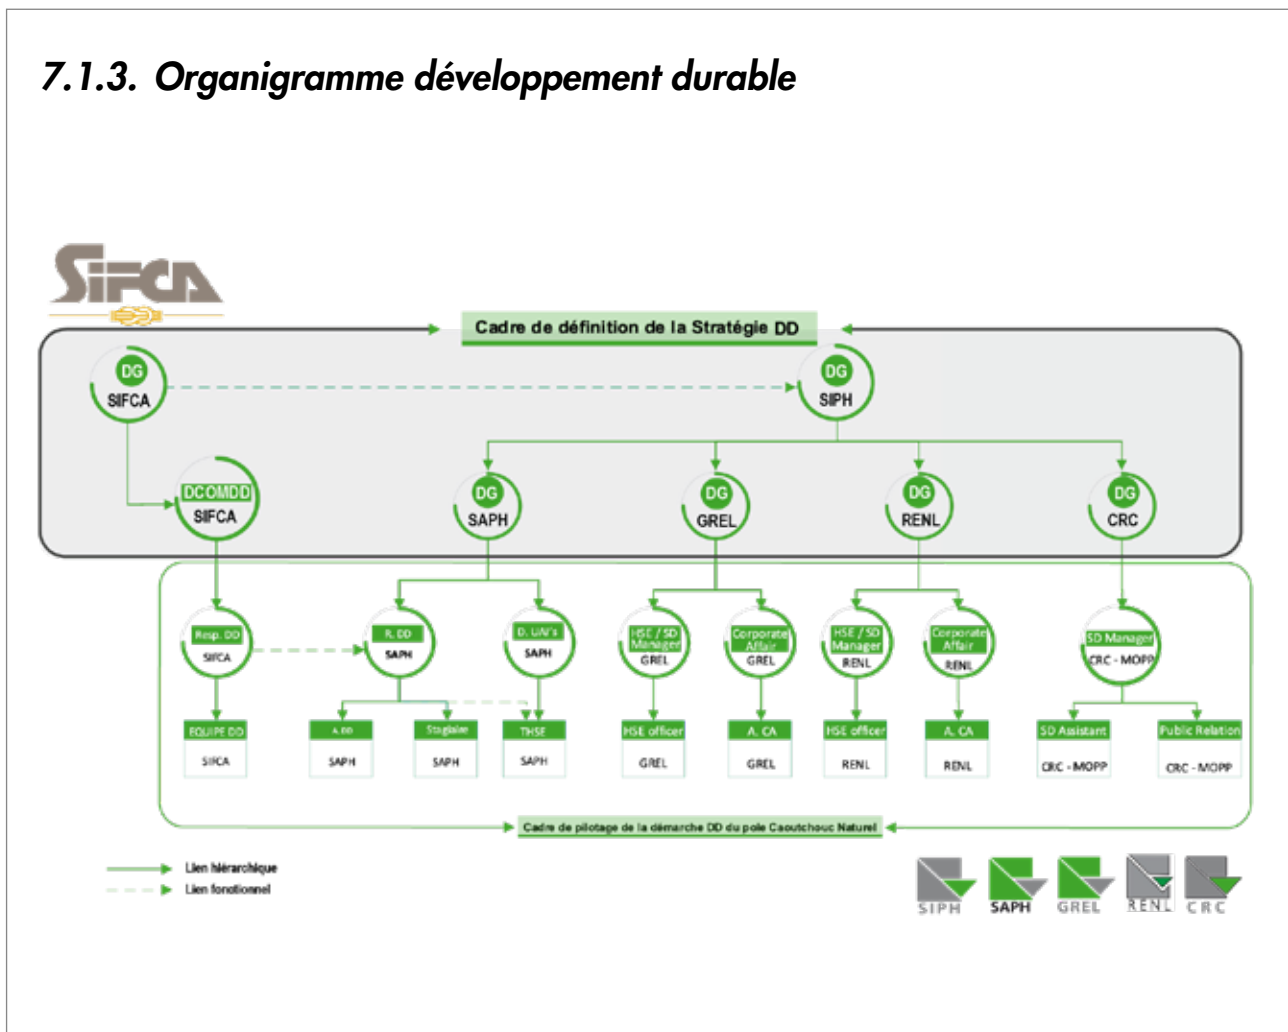 7.1.3. Organigramme développement durable
SIFCA
Cadre de définition de la Stratégie DD
DG
SIFCA
DG
SIPH
DCOMDD
SIFCA
DG
SAPH
DG
GREL
DG
RENL
DG
CRC
Resp. DD
SIFCA
R. DD
SAPH
D. UAI's
SAPH
HSE / SD
Manager
GREL
Corporate
Affair
GREL
HSE / SD
Manager
RENL
Corporate
Affair
RENL
SD Manager
CRC - MOPP
EQUIPE DD
SIFCA
A. DD
SAPH
Stagiaire
SAPH
THSE
SAPH
HSE officer
GREL
A. CA
GREL
HSE officer
RENL
A. CA
RENL
SD Assistant
CRC - MOPP
Public Relation
CRC - MOPP
Cadre de pilotage de la démarche DD du pole Caoutchouc Naturel
Lien hiérarchique
Lien fonctionnel
SIPH
SAPH
GREL
RENL
CRC